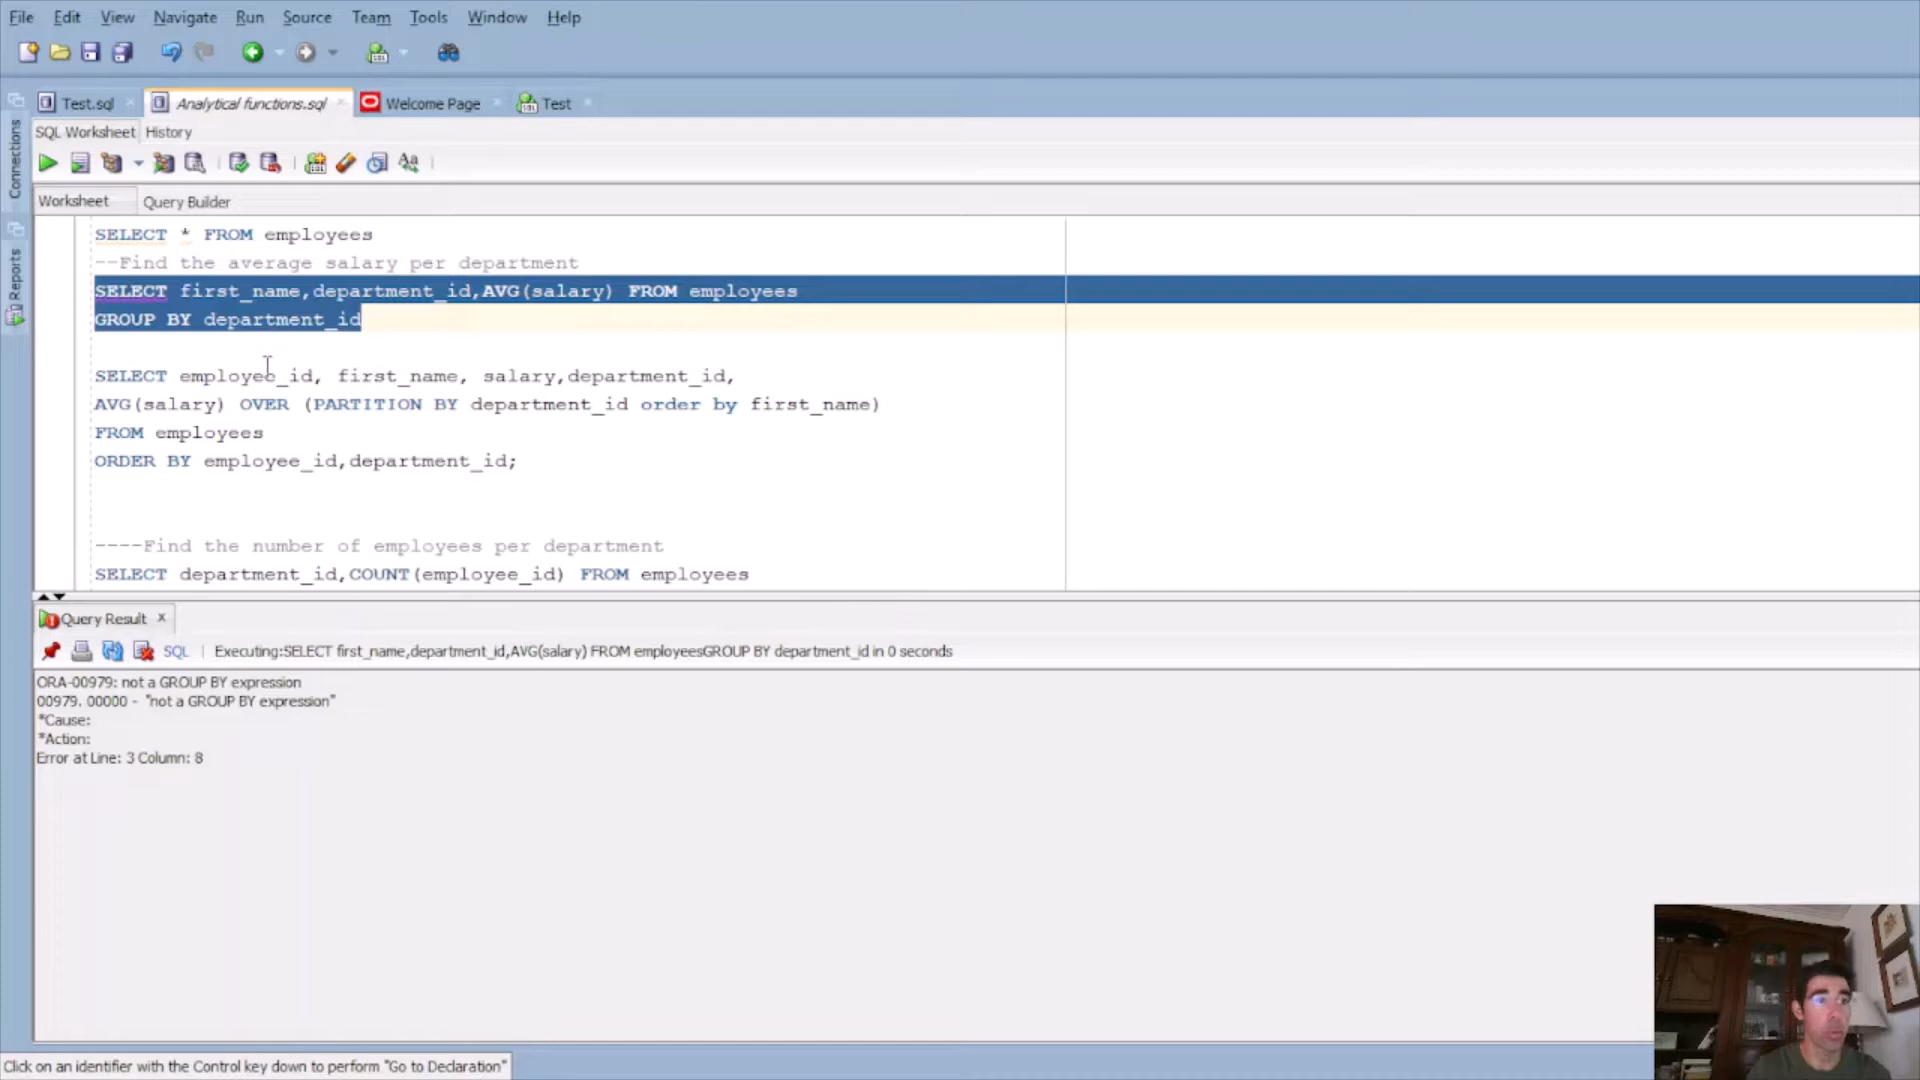 File Edit View Navigate Run Source Team Tools Window Help
Test.sql Analytical functions.sql Welcome Page Test
SQL Worksheet History
Worksheet Query Builder
Connections
Reports
SELECT * FROM employees
--Find the average salary per department
SELECT first_name,department_id,AVG(salary) FROM employees
GROUP BY department_id
SELECT employee_id, first_name, salary,department_id,
AVG(salary) OVER (PARTITION BY department_id order by first_name)
FROM employees
ORDER BY employee_id,department_id;
----Find the number of employees per department
SELECT department_id,COUNT(employee_id) FROM employees
Query Result
SQL | Executing:SELECT first_name,department_id,AVG(salary) FROM employeesGROUP BY department_id in 0 seconds
ORA-00979: not a GROUP BY expression
00979. 00000 - "not a GROUP BY expression"
*Cause:
*Action:
Error at Line: 3 Column: 8
Click on an identifier with the Control key down to perform "Go to Declaration"